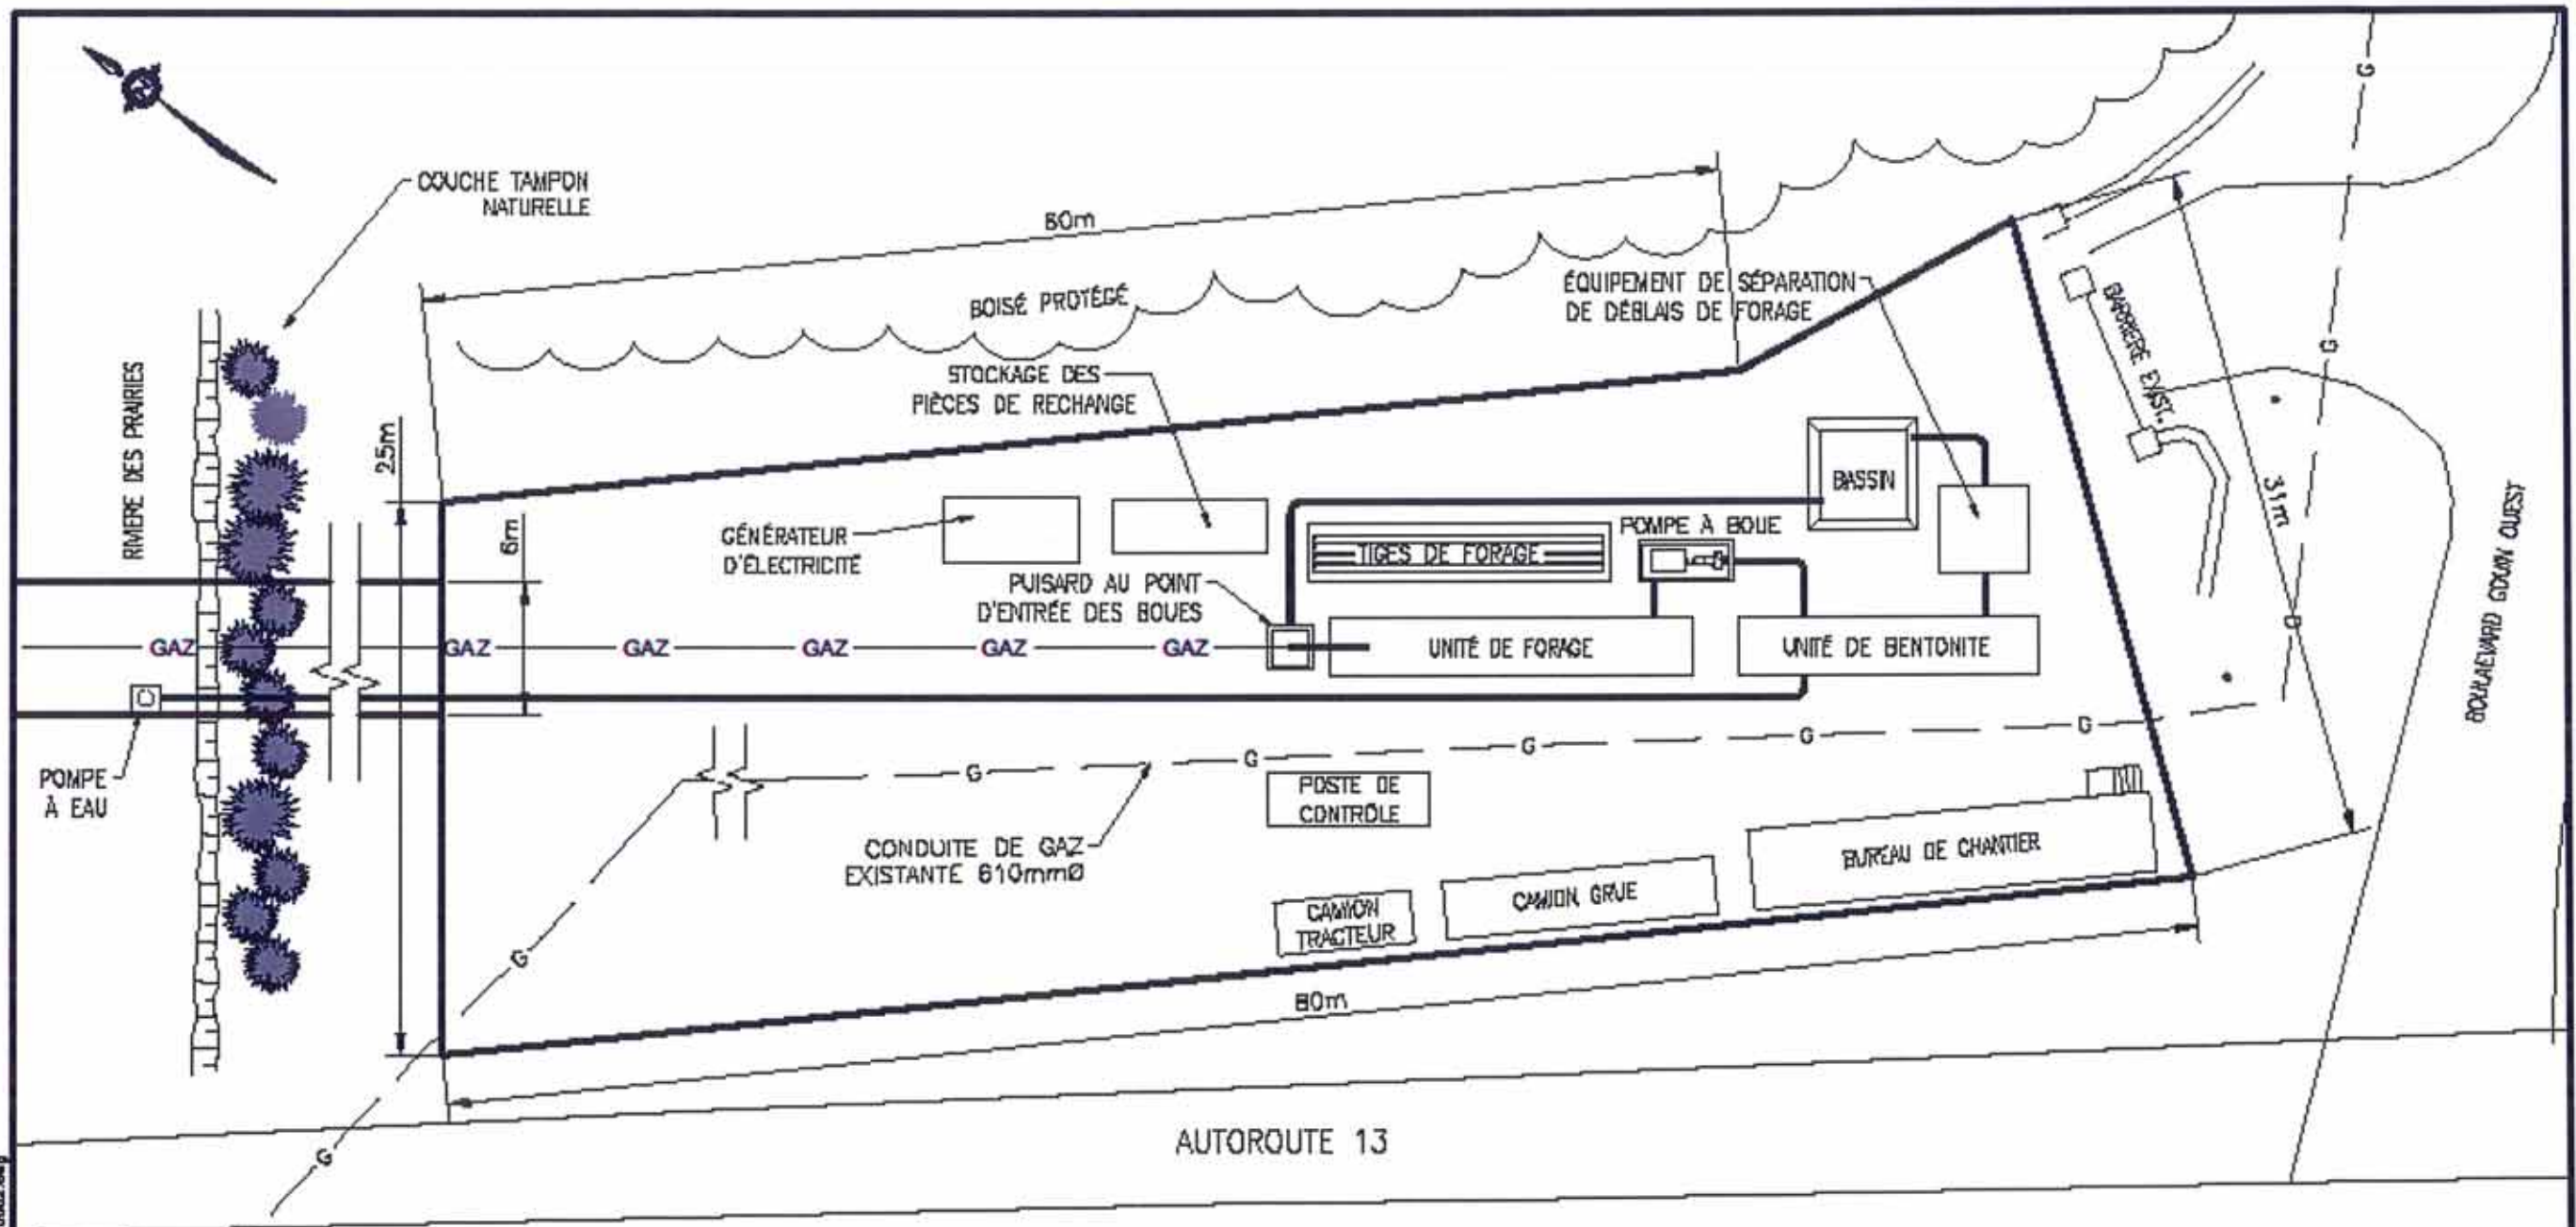 COUCHE TAMPON
NATURELLE
60m
BOISÉ PROTÉGÉ
ÉQUIPEMENT DE SÉPARATION
DE DÉBLAIS DE FORAGE
STOCKAGE DES
PIÈCES DE RECHANGE
BARRIERE EXIST.
RIVIERE DES PRAIRIES
25m
6m
31m
BASSIN
GÉNÉRATEUR
D'ÉLECTRICITÉ
POMPE À BOUE
TIGES DE FORAGE
PUISARD AU POINT
D'ENTRÉE DES BOUES
BOULAEVARD GOUIN OUEST
GAZ GAZ GAZ GAZ GAZ GAZ
UNITÉ DE FORAGE
UNITÉ DE BENTONITE
POMPE
À EAU
G G G G G
G G G
G G
POSTE DE
CONTRÔLE
CONDUITE DE GAZ
EXISTANTE 610mmØ
BUREAU DE CHANTIER
CAMION GRUE
CAMION
TRACTEUR
80m
AUTOROUTE 13